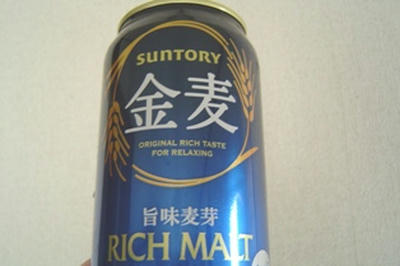 SUNTORY
金麦
ORIGINAL RICH TASTE
FOR RELAXING
旨味麦芽
RICH MALT